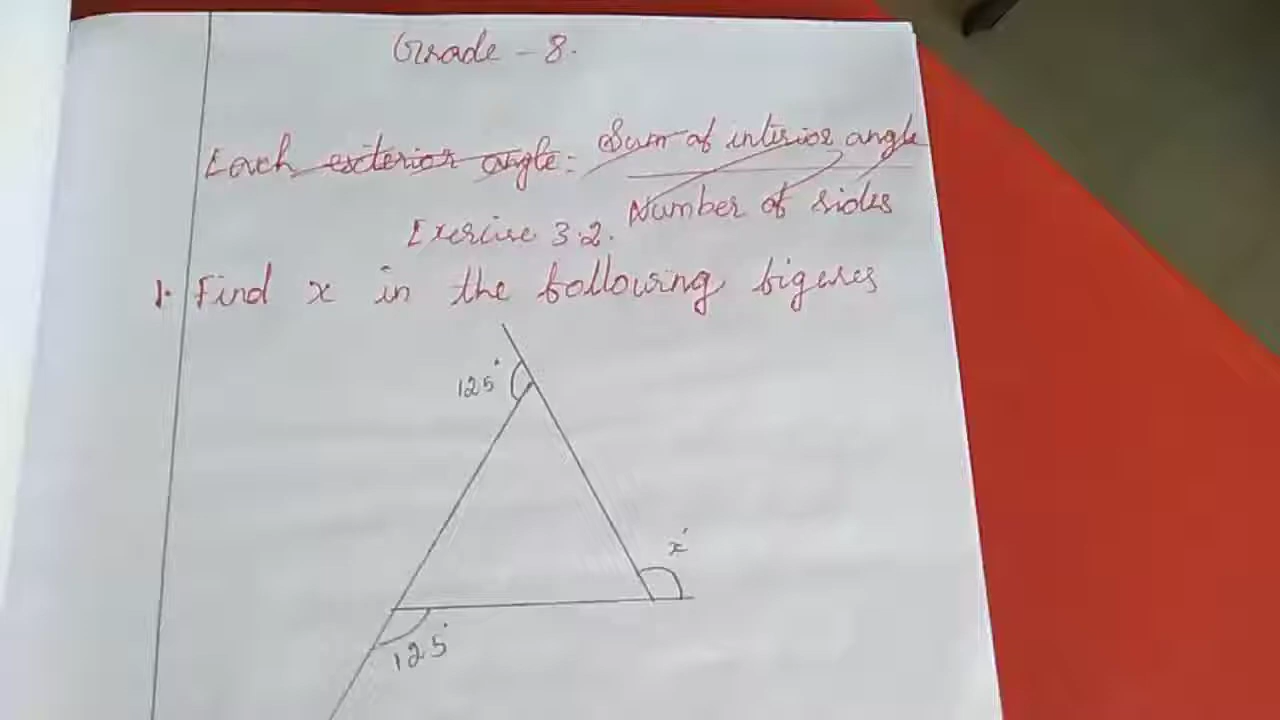 Grade - 8.
Each exterior angle = Sum of interior angle
Number of sides
Exercise 3.2.
1. Find x in the following figures
125°
x°
125°